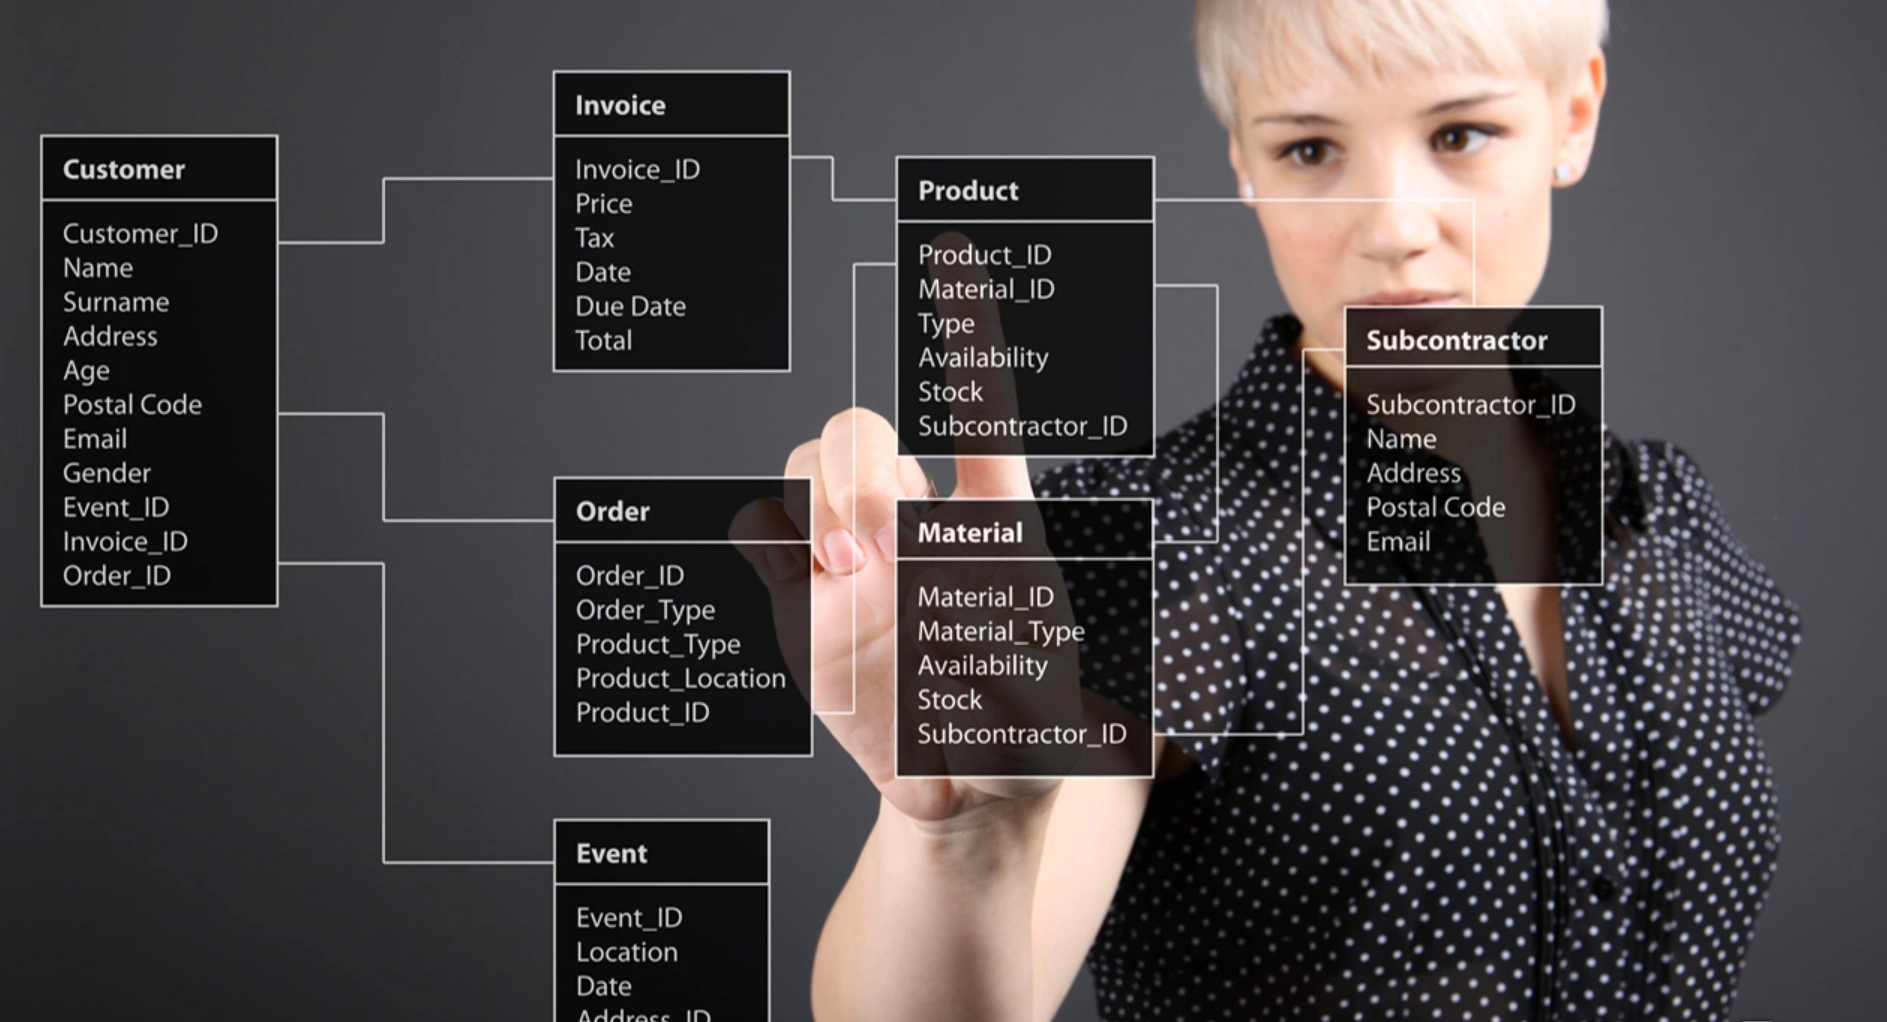 Customer
Customer_ID
Name
Surname
Address
Age
Postal Code
Email
Gender
Event_ID
Invoice_ID
Order_ID
Invoice
Invoice_ID
Price
Tax
Date
Due Date
Total
Order
Order_ID
Order_Type
Product_Type
Product_Location
Product_ID
Event
Event_ID
Location
Date
Address_ID
Product
Product_ID
Material_ID
Type
Availability
Stock
Subcontractor_ID
Material
Material_ID
Material_Type
Availability
Stock
Subcontractor_ID
Subcontractor
Subcontractor_ID
Name
Address
Postal Code
Email